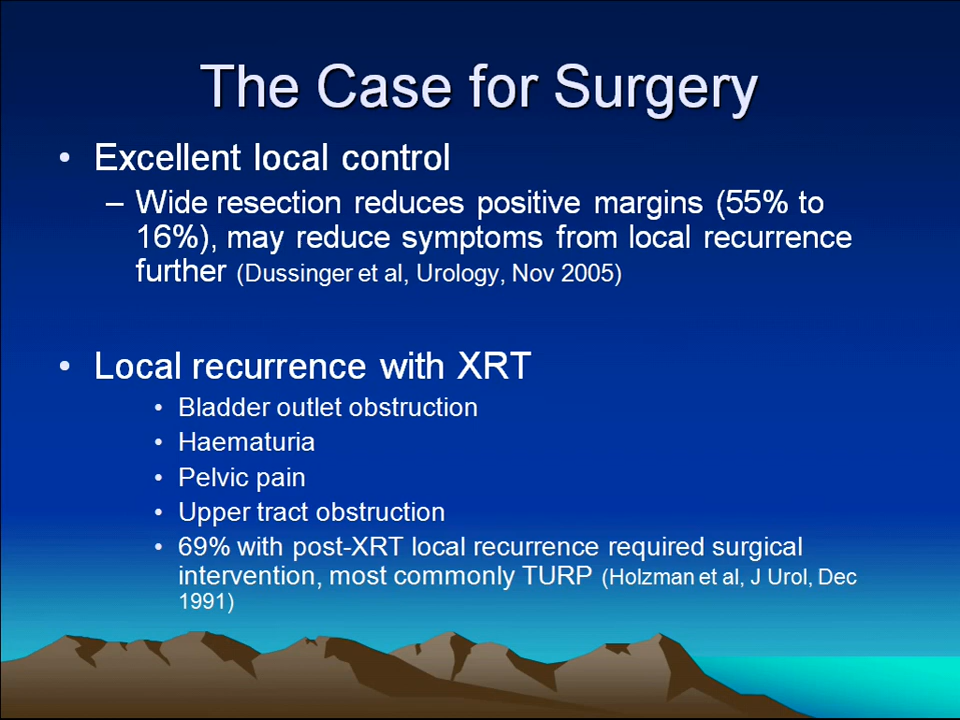 The Case for Surgery
• Excellent local control
– Wide resection reduces positive margins (55% to
16%), may reduce symptoms from local recurrence
further (Dussinger et al, Urology, Nov 2005)
• Local recurrence with XRT
• Bladder outlet obstruction
• Haematuria
• Pelvic pain
• Upper tract obstruction
• 69% with post-XRT local recurrence required surgical
intervention, most commonly TURP (Holzman et al, J Urol, Dec
1991)